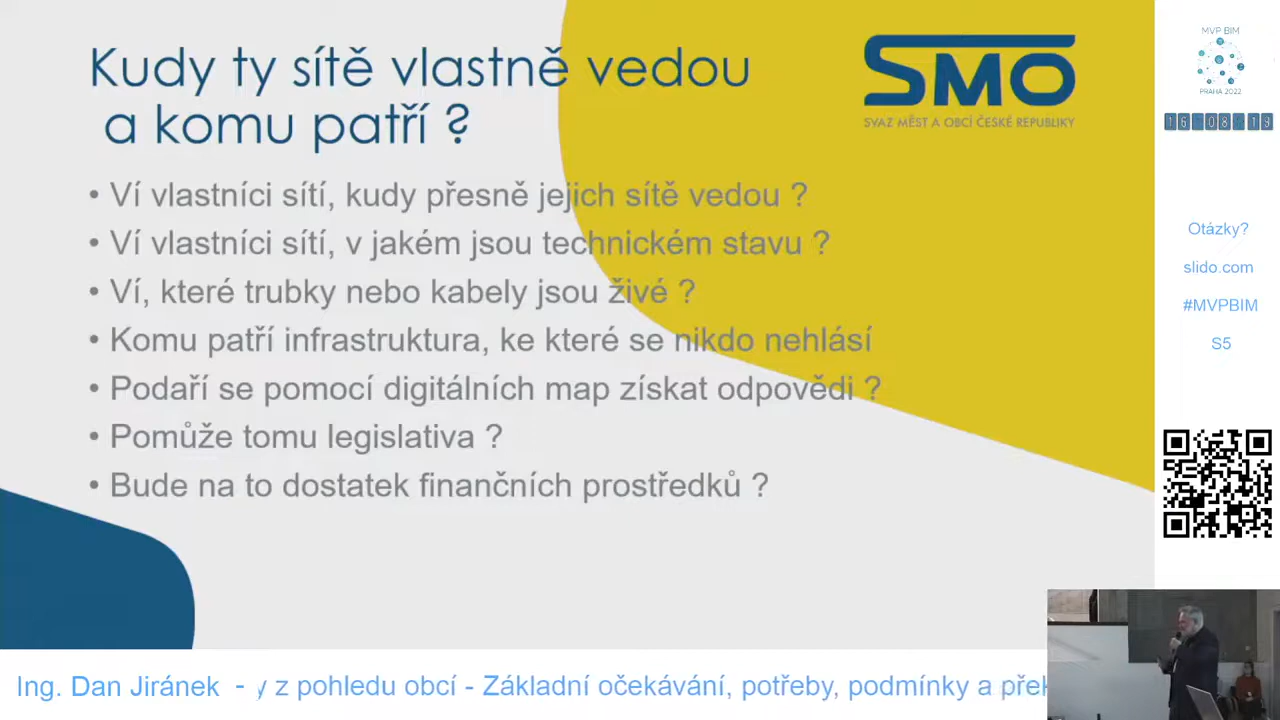 Kudy ty sítě vlastně vedou
a komu patří ?
SMO
SVAZ MĚST A OBCÍ ČESKÉ REPUBLIKY
• Ví vlastníci sítí, kudy přesně jejich sítě vedou ?
• Ví vlastníci sítí, v jakém jsou technickém stavu ?
• Ví, které trubky nebo kabely jsou živé ?
• Komu patří infrastruktura, ke které se nikdo nehlásí
• Podaří se pomocí digitálních map získat odpovědi ?
• Pomůže tomu legislativa ?
• Bude na to dostatek finančních prostředků ?
MVP BIM
PRAHA 2022
16 08 19
Otázky?
slido.com
#MVPBIM
S5
Ing. Dan Jiránek - y z pohledu obcí - Základní očekávání, potřeby, podmínky a přek